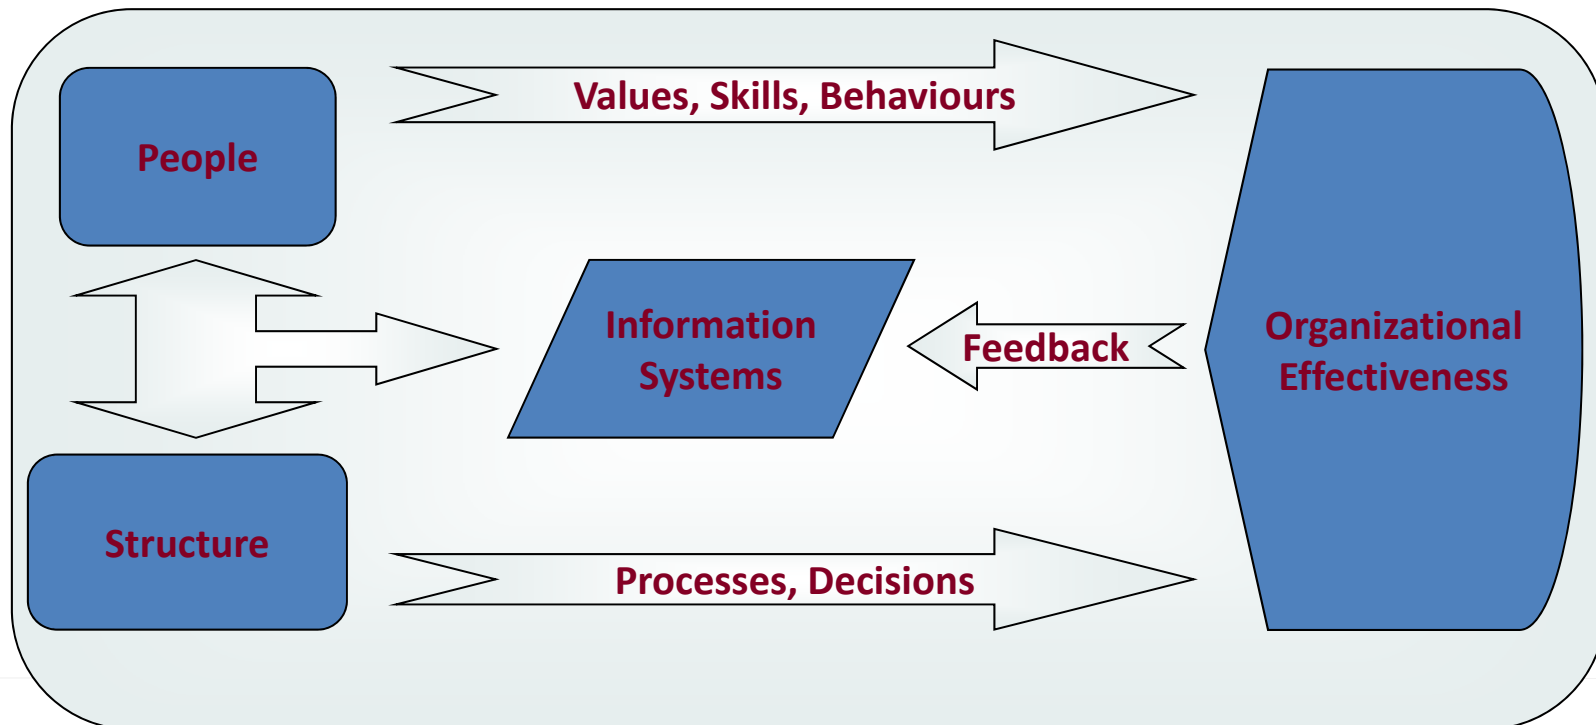 Values, Skills, Behaviours
People
Information
Systems
Feedback
Organizational
Effectiveness
Structure
Processes, Decisions